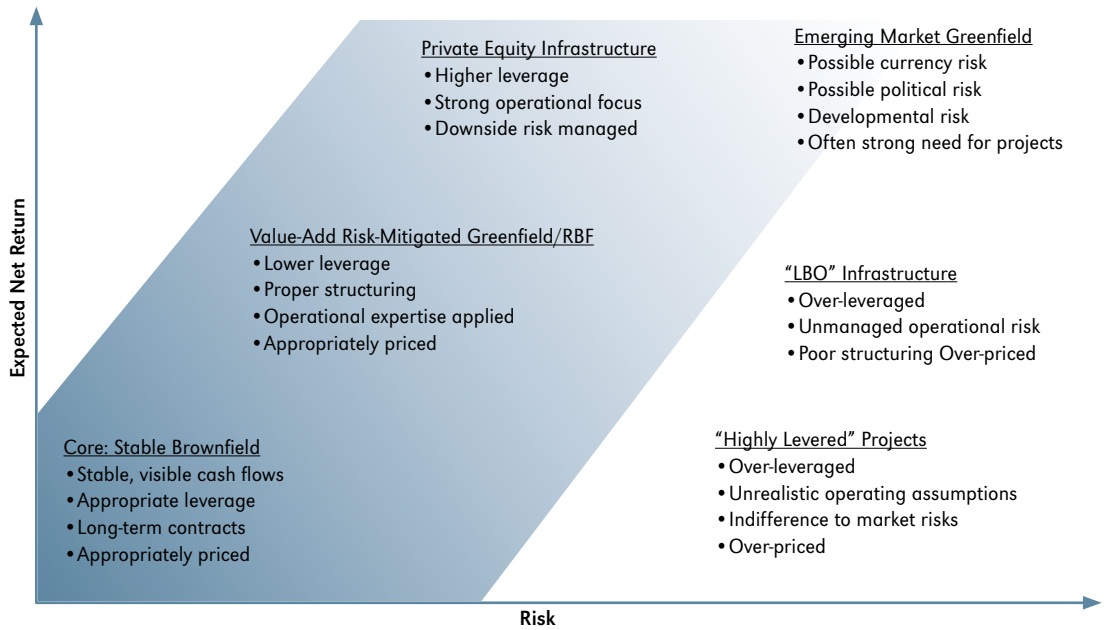 Private Equity Infrastructure
•Higher leverage
•Strong operational focus
•Downside risk managed
Emerging Market Greenfield
•Possible currency risk
•Possible political risk
•Developmental risk
•Often strong need for projects
Value-Add Risk-Mitigated Greenfield/RBF
•Lower leverage
•Proper structuring
•Operational expertise applied
•Appropriately priced
“LBO” Infrastructure
•Over-leveraged
•Unmanaged operational risk
•Poor structuring Over-priced
Core: Stable Brownfield
•Stable, visible cash flows
•Appropriate leverage
•Long-term contracts
•Appropriately priced
“Highly Levered” Projects
•Over-leveraged
•Unrealistic operating assumptions
•Indifference to market risks
•Over-priced
Expected Net Return
Risk